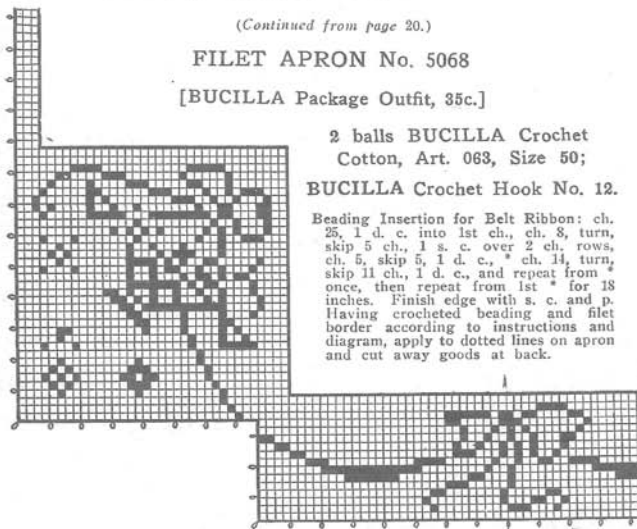 (Continued from page 20.)
FILET APRON No. 5068
[BUCILLA Package Outfit, 35c.]
2 balls BUCILLA Crochet
Cotton, Art. 063, Size 50;
BUCILLA Crochet Hook No. 12.
Beading Insertion for Belt Ribbon: ch.
25, 1 d. c. into 1st ch., ch. 8, turn,
skip 5 ch., 1 s. c. over 2 ch. rows,
ch. 5, skip 5, 1 d. c., * ch. 14, turn,
skip 11 ch., 1 d. c., and repeat from *
once, then repeat from 1st * for 18
inches. Finish edge with s. c. and p.
Having crocheted beading and filet
border according to instructions and
diagram, apply to dotted lines on apron
and cut away goods at back.